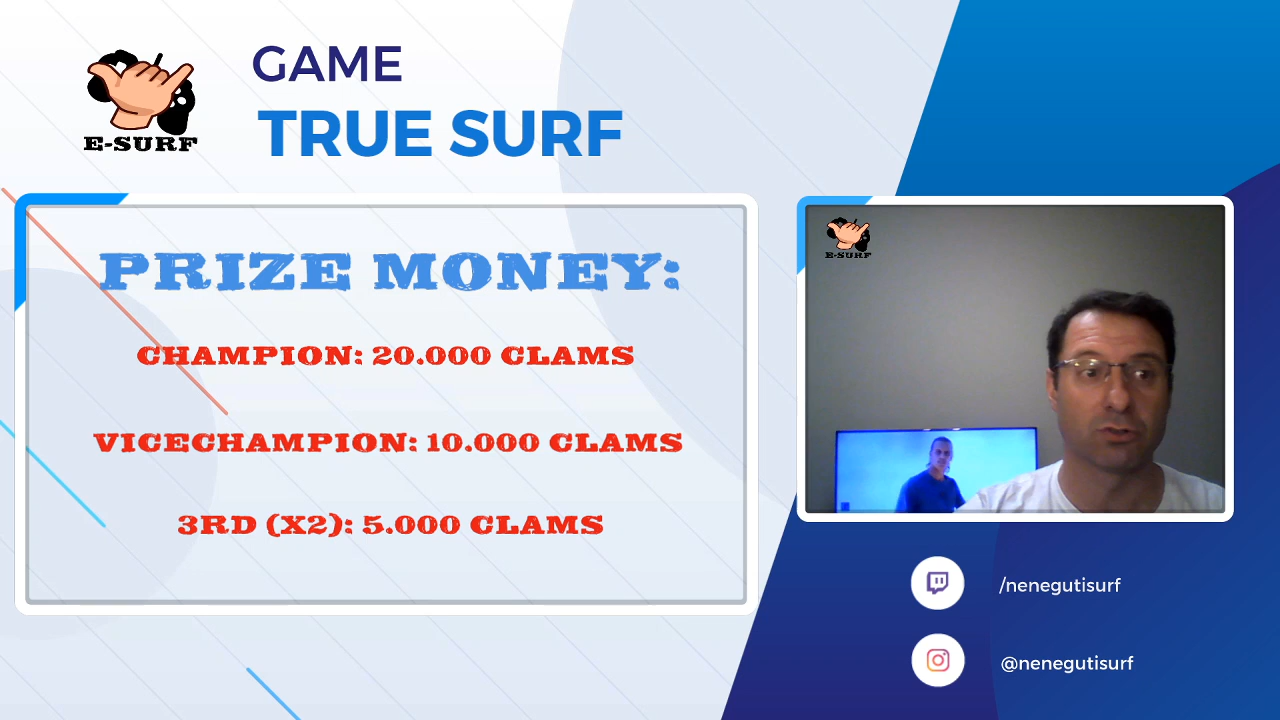 E-SURF
GAME
TRUE SURF
PRIZE MONEY:
CHAMPION: 20.000 CLAMS
VICECHAMPION: 10.000 CLAMS
3RD (X2): 5.000 CLAMS
E-SURF
/nenegutisurf
@nenegutisurf